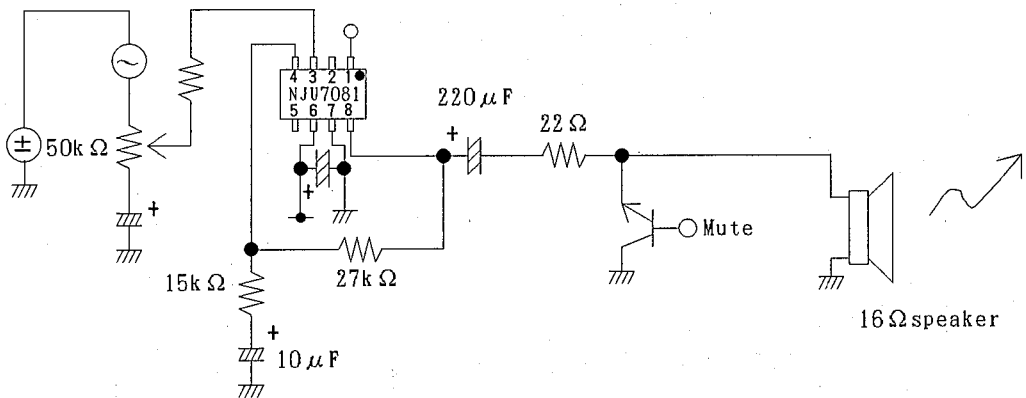 4 3 2 1
NJU7081
5 6 7 8
+
220μF
+
22Ω
±
50kΩ
+
+
Mute
27kΩ
15kΩ
+
10μF
16Ωspeaker